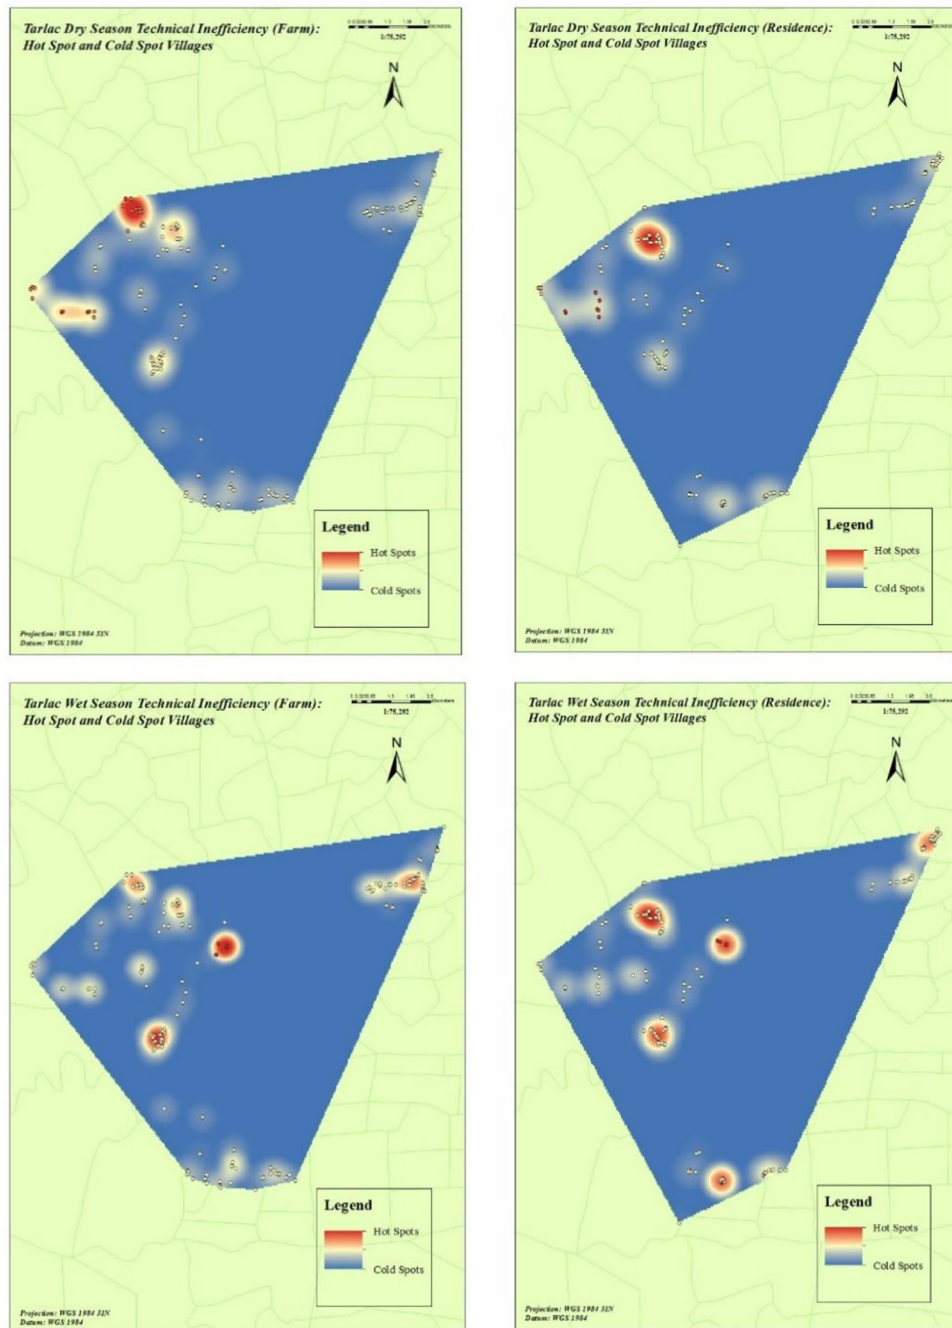 Tarlac Dry Season Technical Inefficiency (Farm):
Hot Spot and Cold Spot Villages
1:75,292
N
Legend
Hot Spots
Cold Spots
Projection: WGS 1984 51N
Datum: WGS 1984
Tarlac Dry Season Technical Inefficiency (Residence):
Hot Spot and Cold Spot Villages
1:75,292
N
Legend
Hot Spots
Cold Spots
Projection: WGS 1984 51N
Datum: WGS 1984
Tarlac Wet Season Technical Inefficiency (Farm):
Hot Spot and Cold Spot Villages
1:75,292
N
Legend
Hot Spots
Cold Spots
Projection: WGS 1984 51N
Datum: WGS 1984
Tarlac Wet Season Technical Inefficiency (Residence):
Hot Spot and Cold Spot Villages
1:75,292
N
Legend
Hot Spots
Cold Spots
Projection: WGS 1984 51N
Datum: WGS 1984